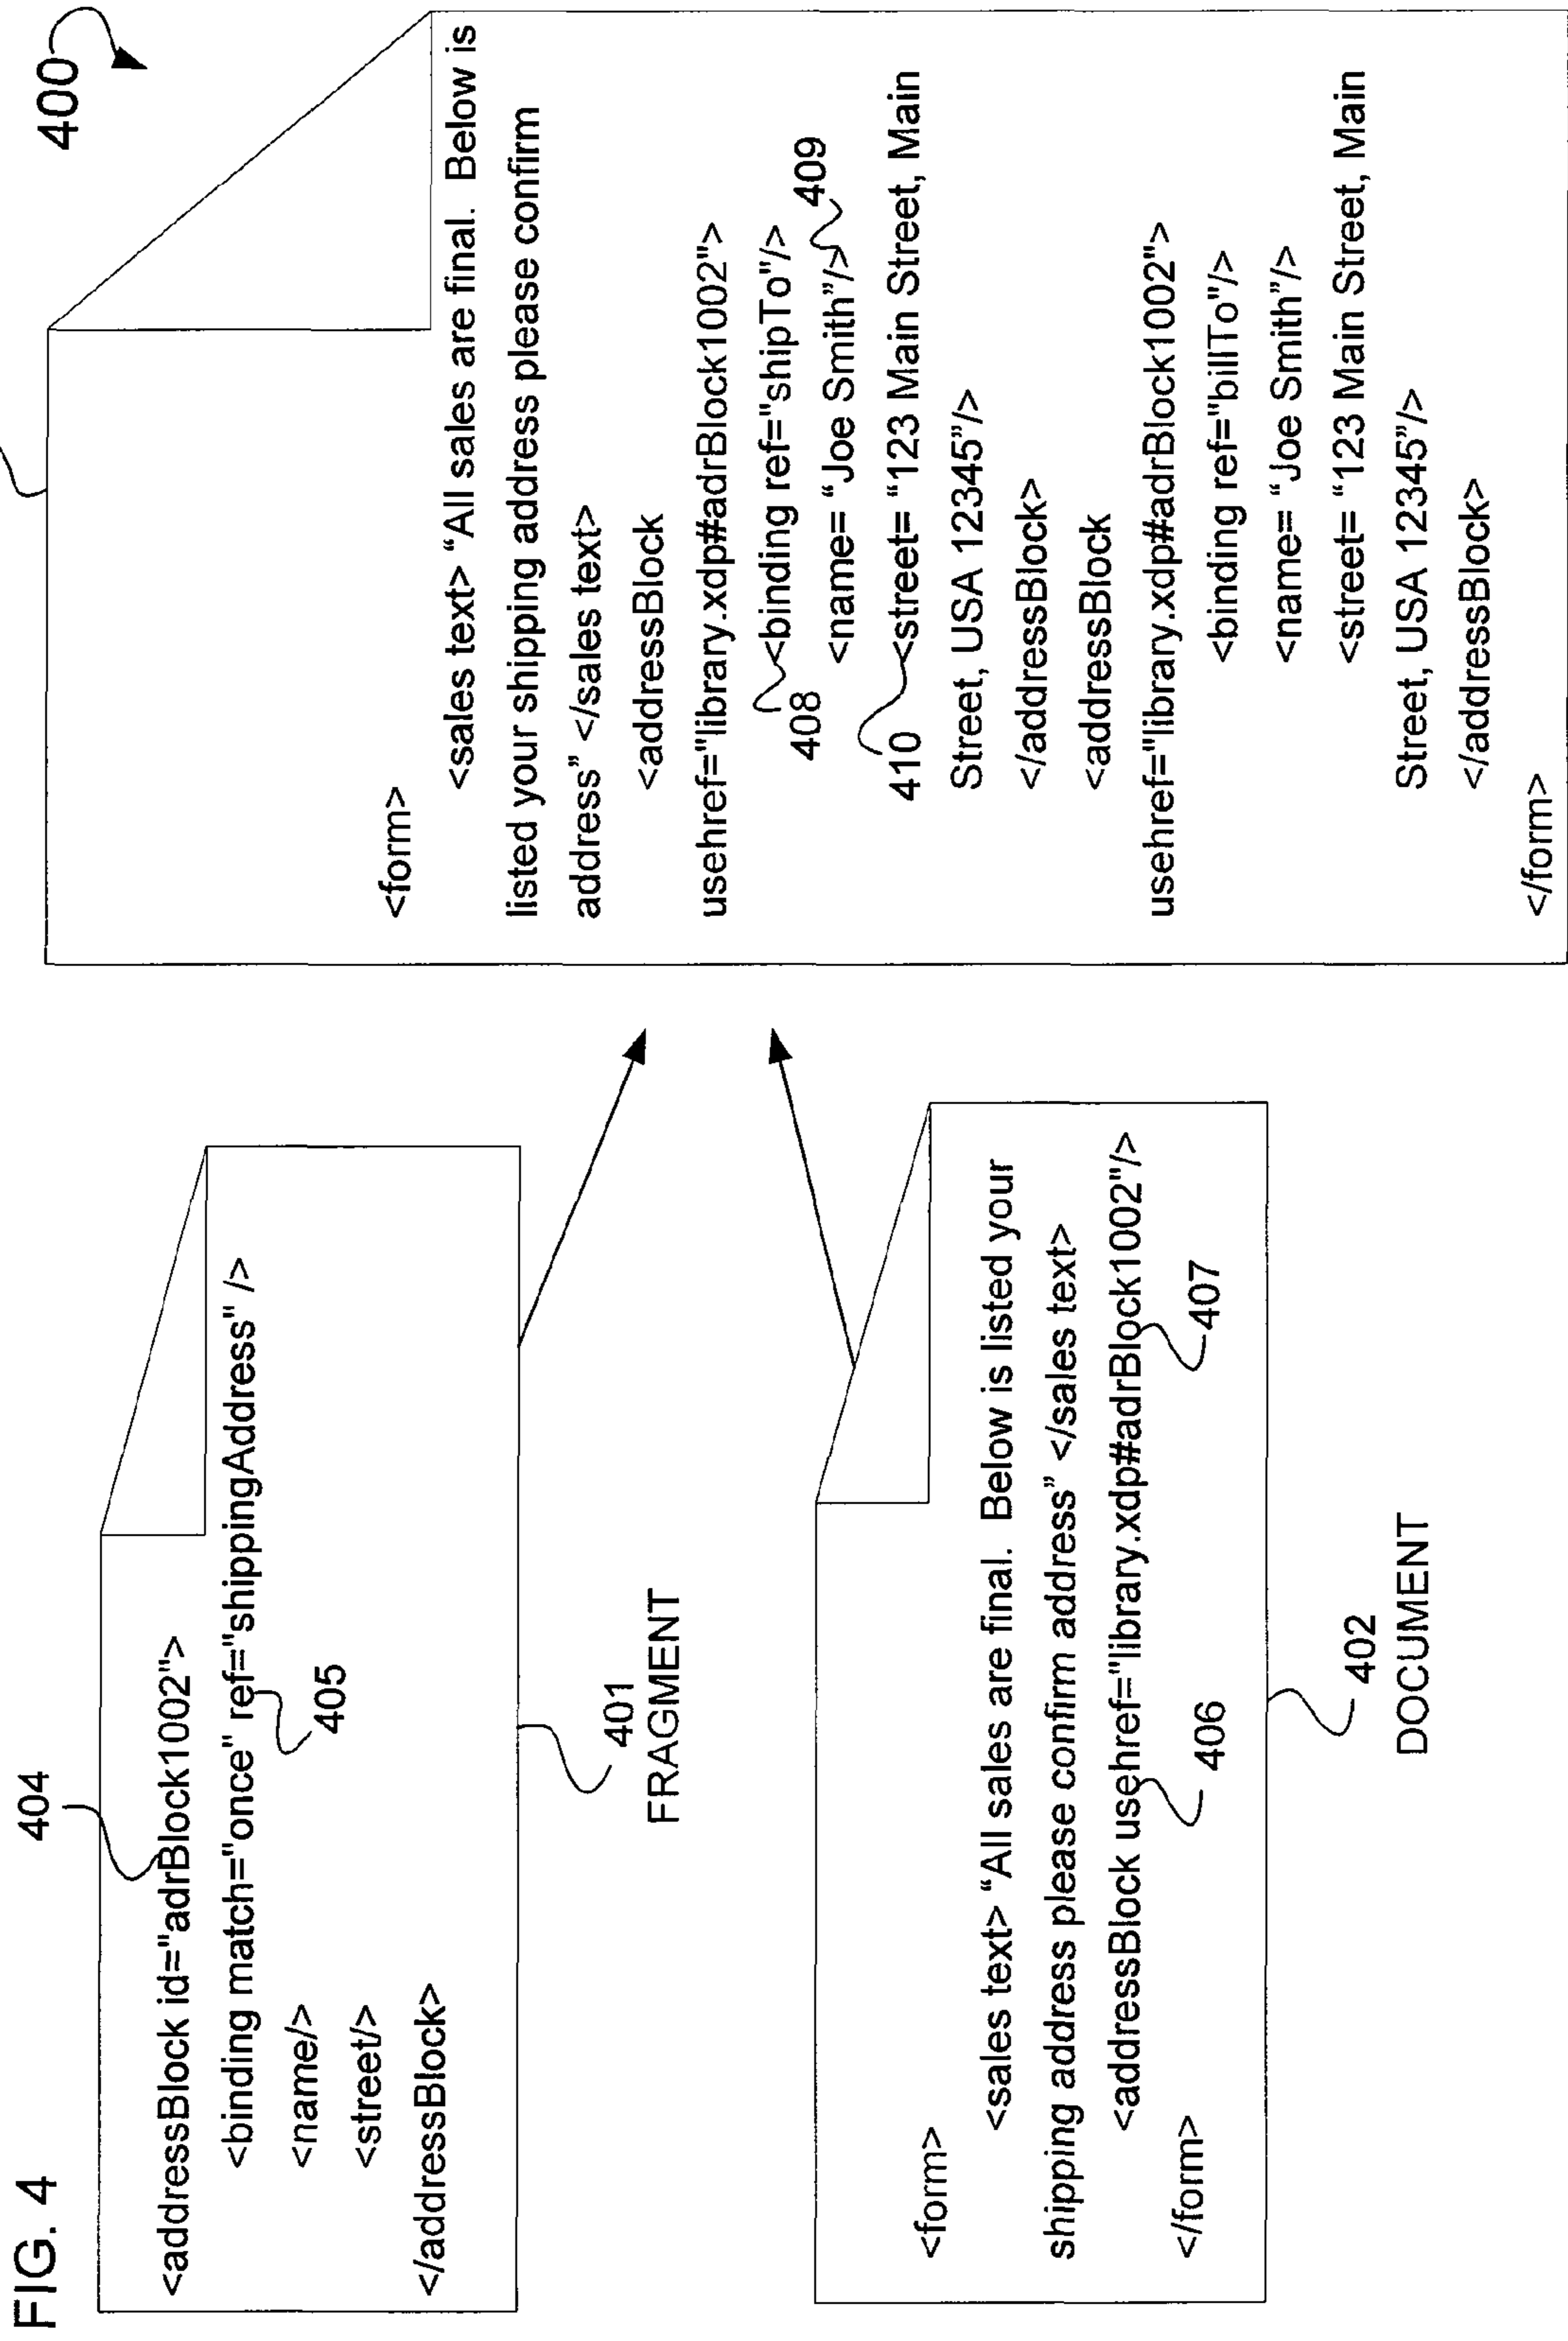 FIG. 4
404
<addressBlock id="adrBlock1002">
<binding match="once" ref="shippingAddress" />
405
<name/>
<street/>
</addressBlock>
401
FRAGMENT
<form>
<sales text> “All sales are final. Below is listed your
shipping address please confirm address” </sales text>
<addressBlock usehref="library.xdp#adrBlock1002"/>
406
407
</form>
402
DOCUMENT
400
<form>
<sales text> “All sales are final. Below is
listed your shipping address please confirm
address” </sales text>
<addressBlock
usehref="library.xdp#adrBlock1002">
408
<binding ref="shipTo"/>
<name= “Joe Smith”/>
409
410
<street= “123 Main Street, Main
Street, USA 12345”/>
</addressBlock>
<addressBlock
usehref="library.xdp#adrBlock1002">
<binding ref="billTo"/>
<name= “Joe Smith”/>
<street= “123 Main Street, Main
Street, USA 12345”/>
</addressBlock>
</form>